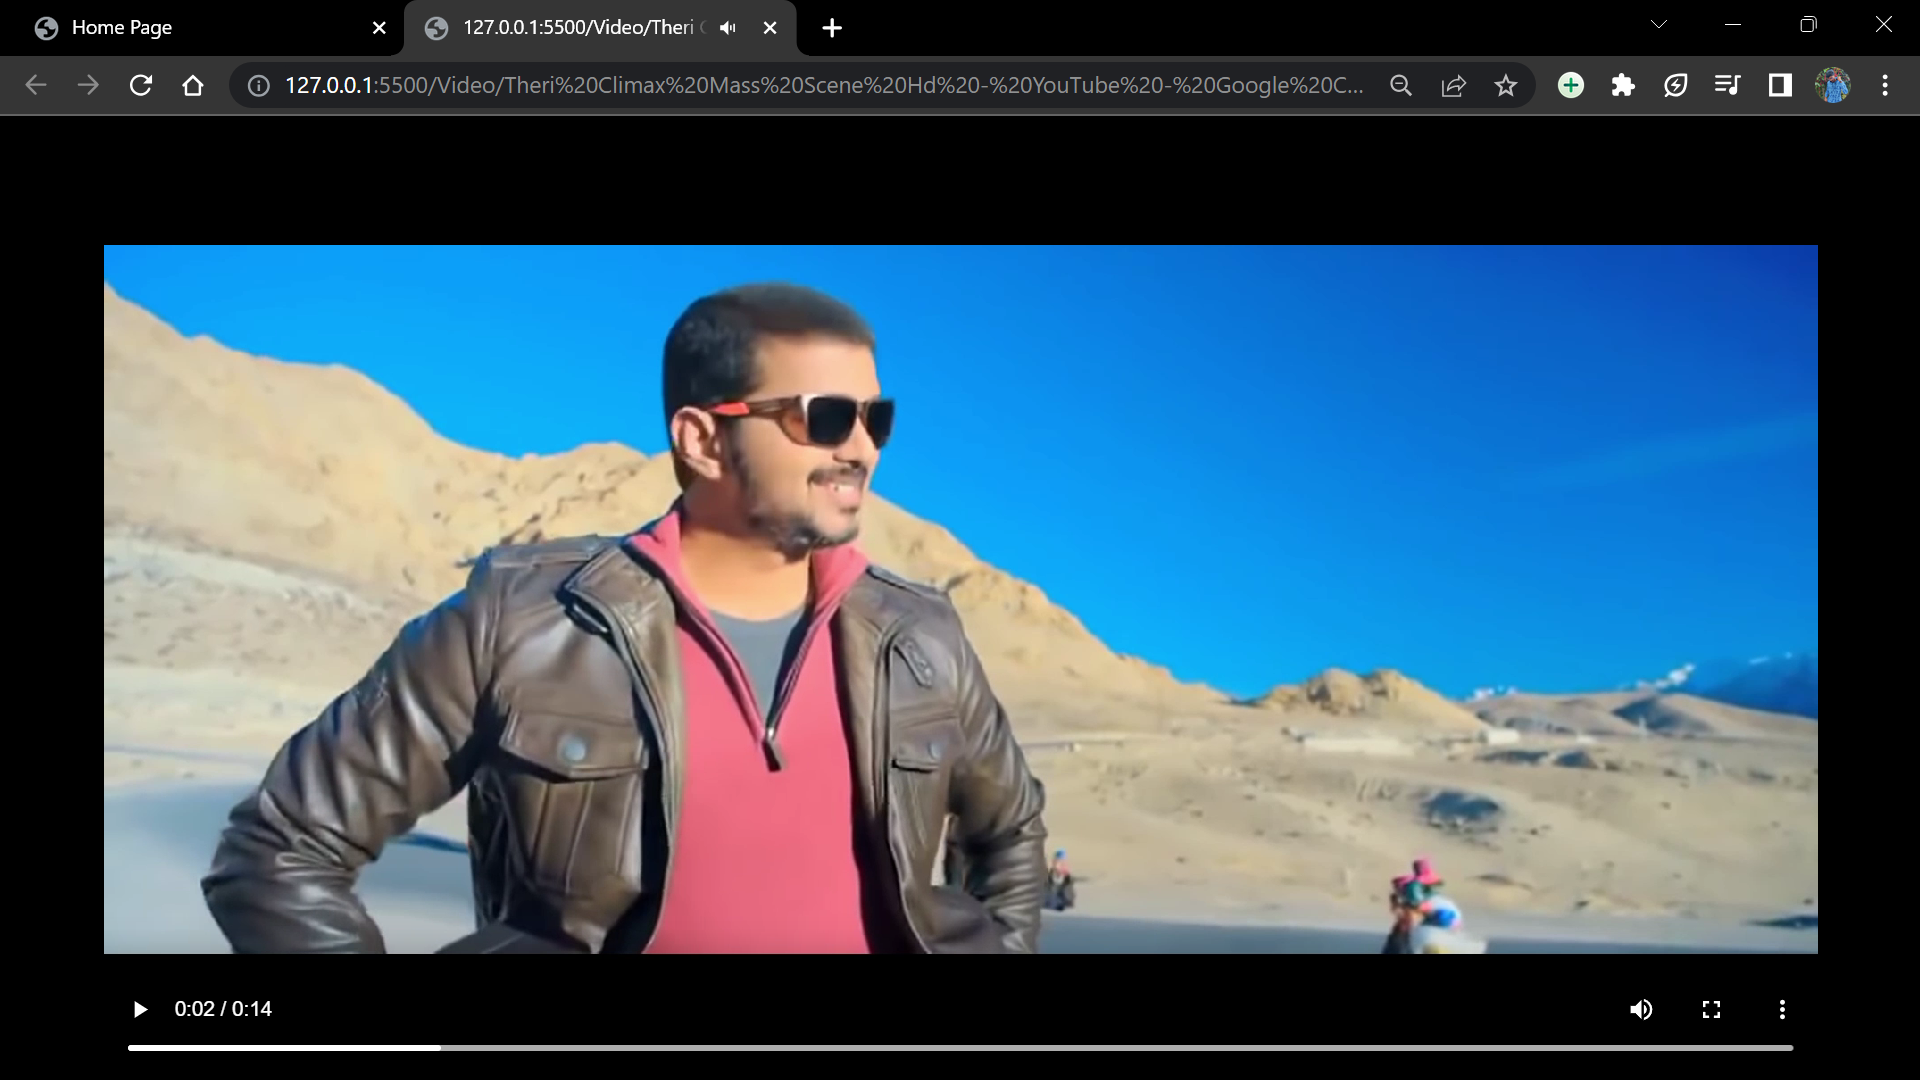 Home Page
127.0.0.1:5500/Video/Theri
127.0.0.1:5500/Video/Theri%20Climax%20Mass%20Scene%20Hd%20-%20YouTube%20-%20Google%20C...
0:02 / 0:14